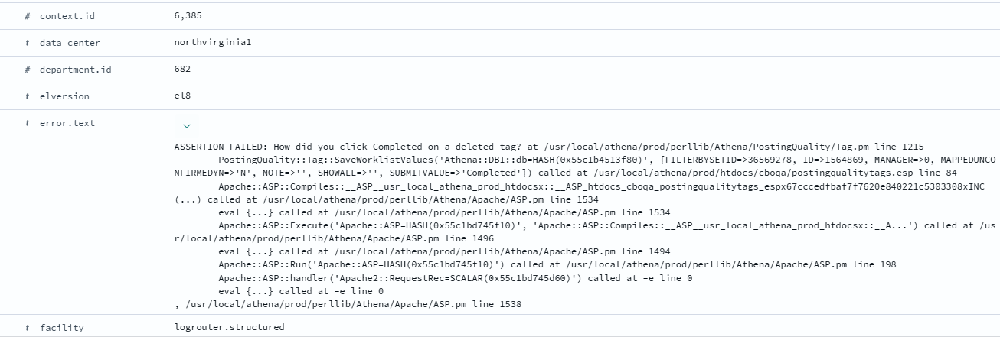 # context.id 6,385
t data_center northvirginia1
# department.id 682
t elversion el8
t error.text
ASSERTION FAILED: How did you click Completed on a deleted tag? at /usr/local/athena/prod/perllib/Athena/PostingQuality/Tag.pm line 1215
PostingQuality::Tag::SaveWorklistValues('Athena::DBI::db=HASH(0x55c1b4513f80)', {FILTERBYSETID=>36569278, ID=>1564869, MANAGER=>0, MAPPEDUNCO
NFIRMEDYN=>'N', NOTE=>'', SHOWALL=>'', SUBMITVALUE=>'Completed'}) called at /usr/local/athena/prod/htdocs/cboqa/postingqualitytags.esp line 84
Apache::ASP::Compiles::__ASP__usr_local_athena_prod_htdocsx::__ASP_htdocs_cboqa_postingqualitytags_espx67cccedfbaf7f7620e840221c5303308xINC
(...) called at /usr/local/athena/prod/perllib/Athena/Apache/ASP.pm line 1534
eval {...} called at /usr/local/athena/prod/perllib/Athena/Apache/ASP.pm line 1534
Apache::ASP::Execute('Apache::ASP=HASH(0x55c1bd745f10)', 'Apache::ASP::Compiles::__ASP__usr_local_athena_prod_htdocsx::__A...') called at /us
r/local/athena/prod/perllib/Athena/Apache/ASP.pm line 1496
eval {...} called at /usr/local/athena/prod/perllib/Athena/Apache/ASP.pm line 1494
Apache::ASP::Run('Apache::ASP=HASH(0x55c1bd745f10)') called at /usr/local/athena/prod/perllib/Athena/Apache/ASP.pm line 198
Apache::ASP::handler('Apache2::RequestRec=SCALAR(0x55c1bd745d60)') called at -e line 0
eval {...} called at -e line 0
, /usr/local/athena/prod/perllib/Athena/Apache/ASP.pm line 1538
t facility logrouter.structured